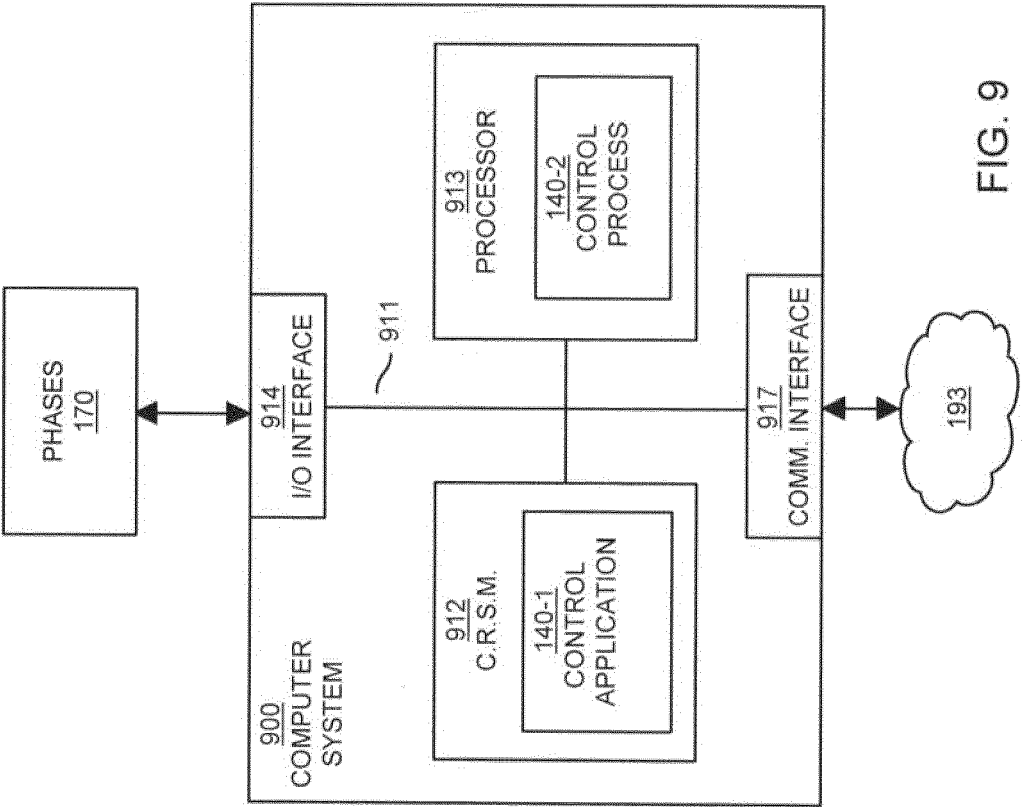 PHASES
170
900
COMPUTER
SYSTEM
914
I/O INTERFACE
911
912
C.R.S.M.
140-1
CONTROL
APPLICATION
913
PROCESSOR
140-2
CONTROL
PROCESS
917
COMM. INTERFACE
193
FIG. 9